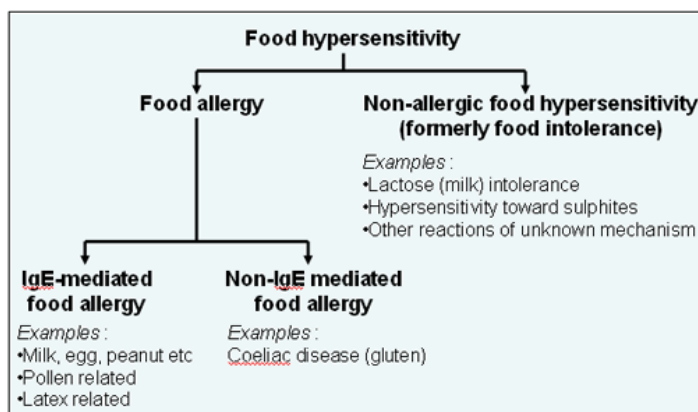 Food hypersensitivity
Food allergy
Non-allergic food hypersensitivity
(formerly food intolerance)
Examples :
•Lactose (milk) intolerance
•Hypersensitivity toward sulphites
•Other reactions of unknown mechanism
IgE-mediated
food allergy
Examples :
•Milk, egg, peanut etc
•Pollen related
•Latex related
Non-IgE mediated
food allergy
Examples :
Coeliac disease (gluten)